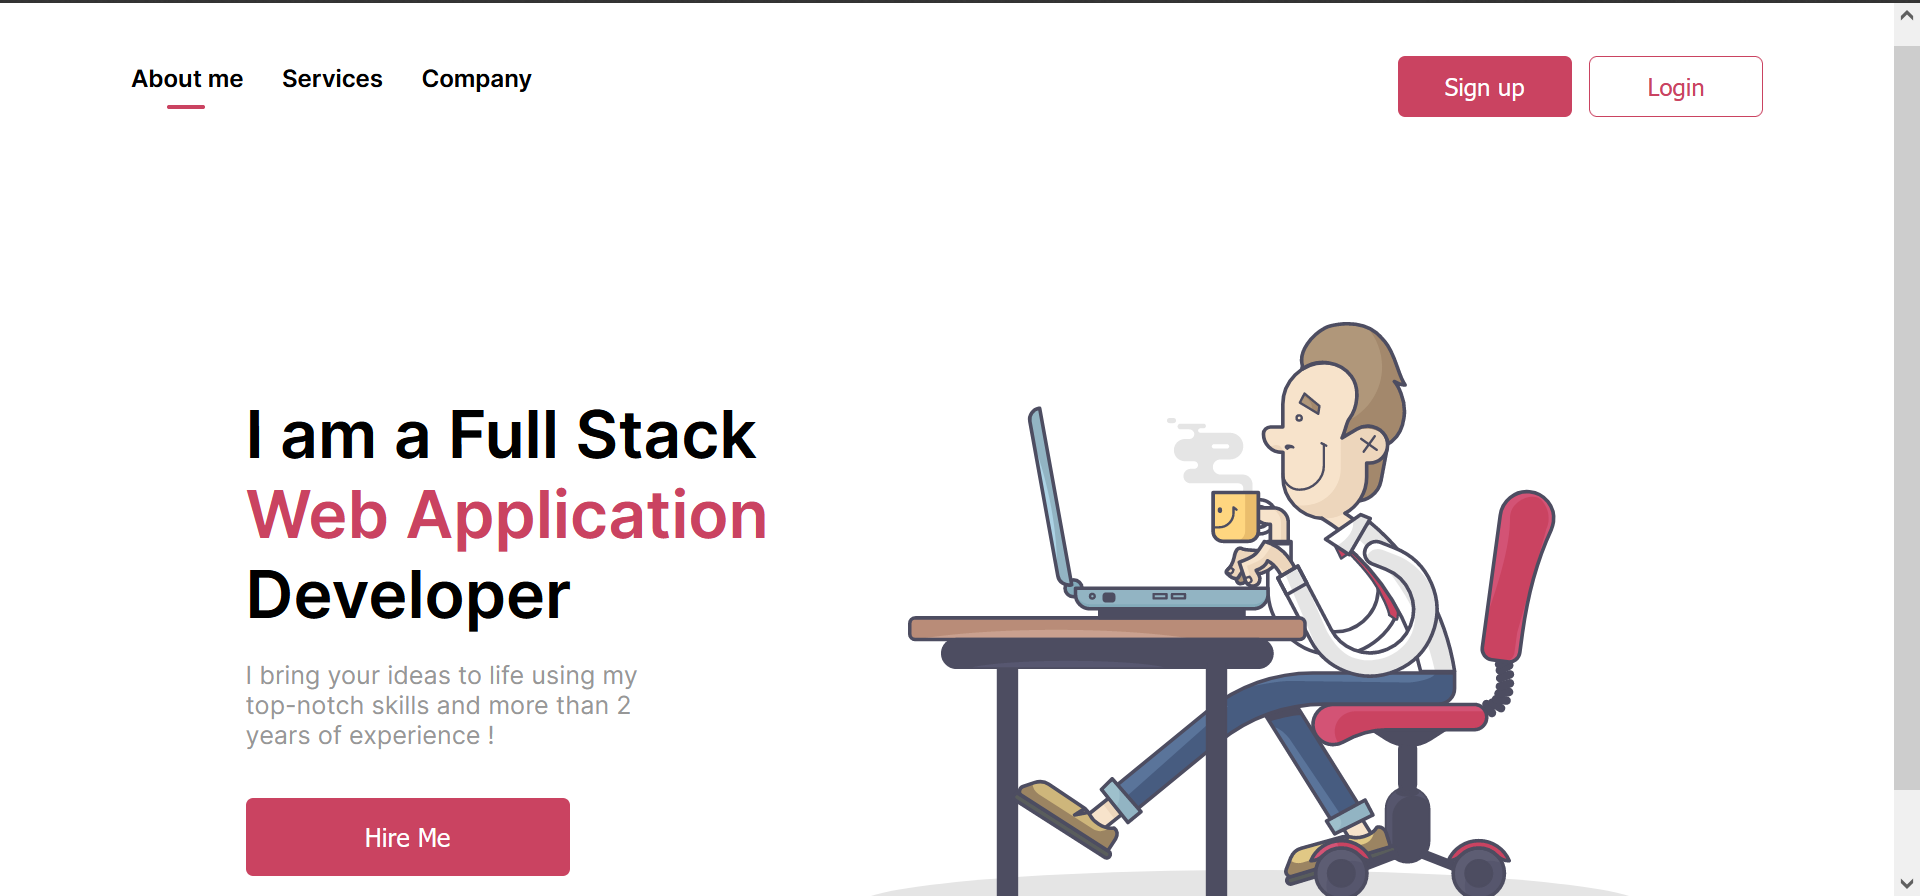 About me
Services
Company
Sign up
Login
I am a Full Stack
Web Application
Developer
I bring your ideas to life using my
top-notch skills and more than 2
years of experience !
Hire Me